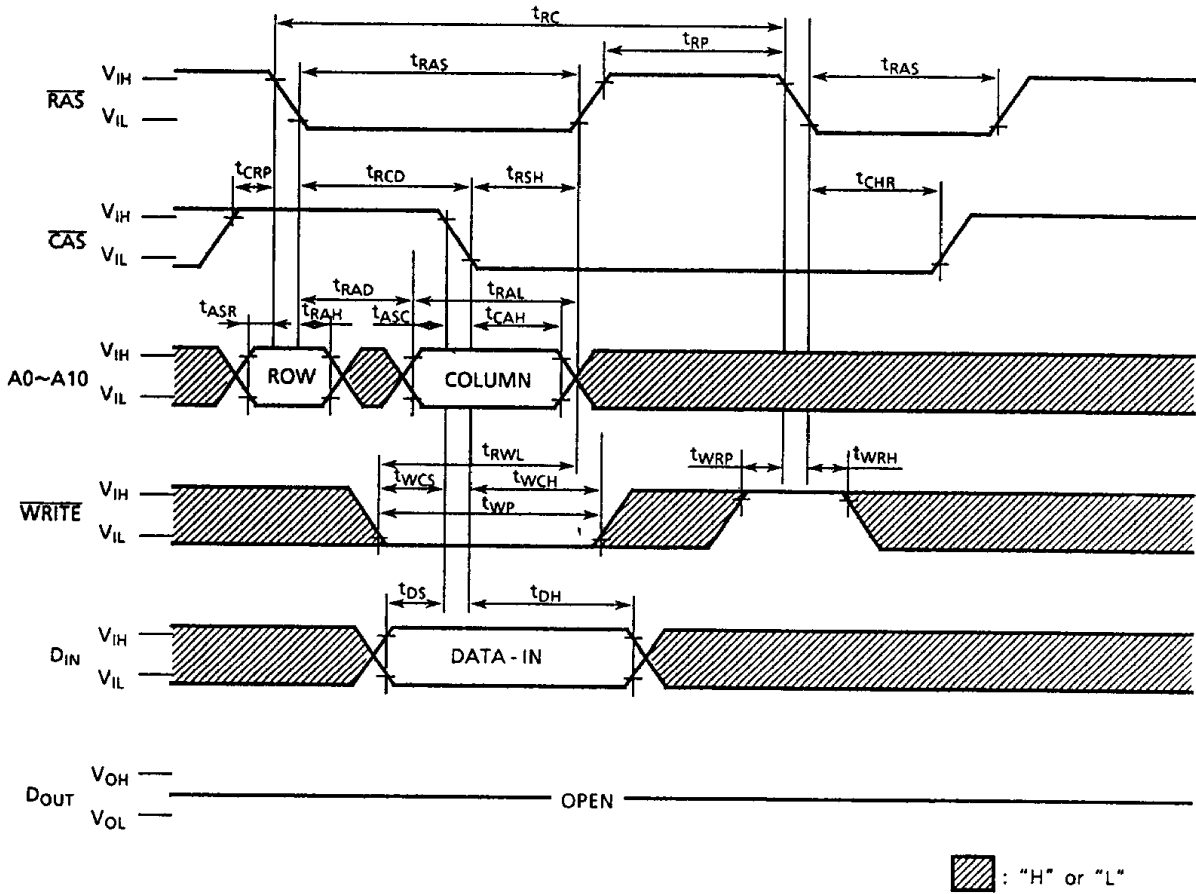 tRC
tRP
tRAS
tRAS
VIH
RAS
VIL
tCRP
tRCD
tRSH
tCHR
VIH
CAS
VIL
tRAD
tRAL
tASR
tRAH
tASC
tCAH
VIH
A0~A10
ROW
COLUMN
VIL
tRWL
tWRP
tWRH
tWCS
tWCH
VIH
WRITE
tWP
VIL
tDS
tDH
VIH
DIN
DATA - IN
VIL
VOH
DOUT
OPEN
VOL
: "H" or "L"